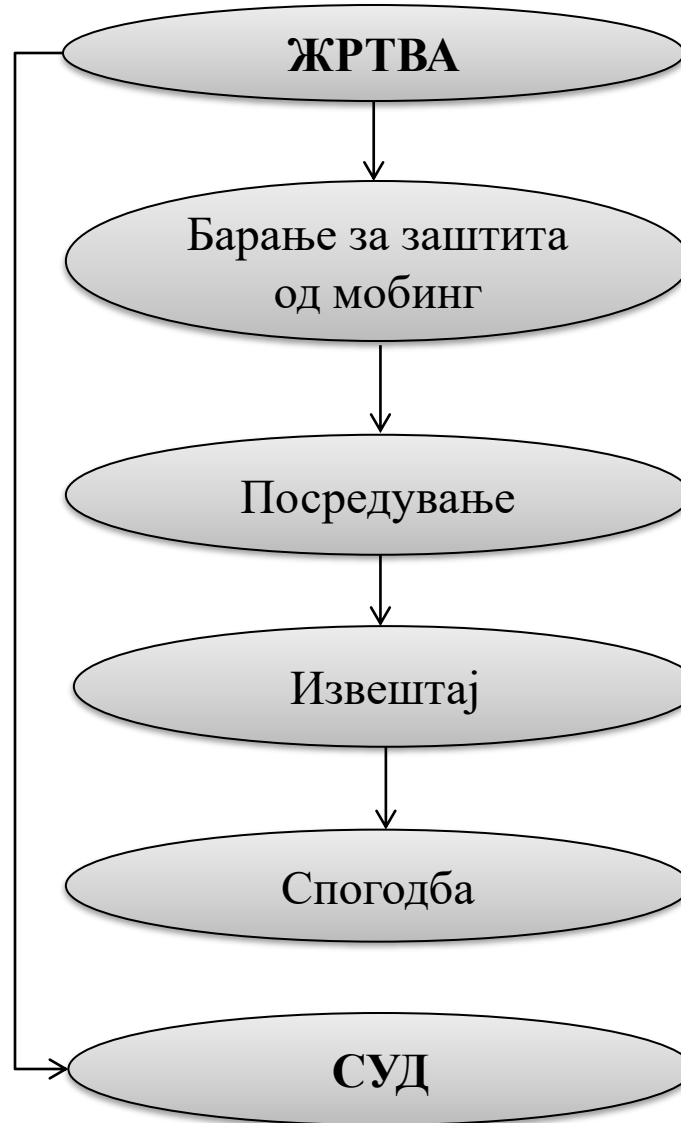 ЖРТВА
Барање за заштита
од мобинг
Посредување
Извештај
Спогодба
СУД